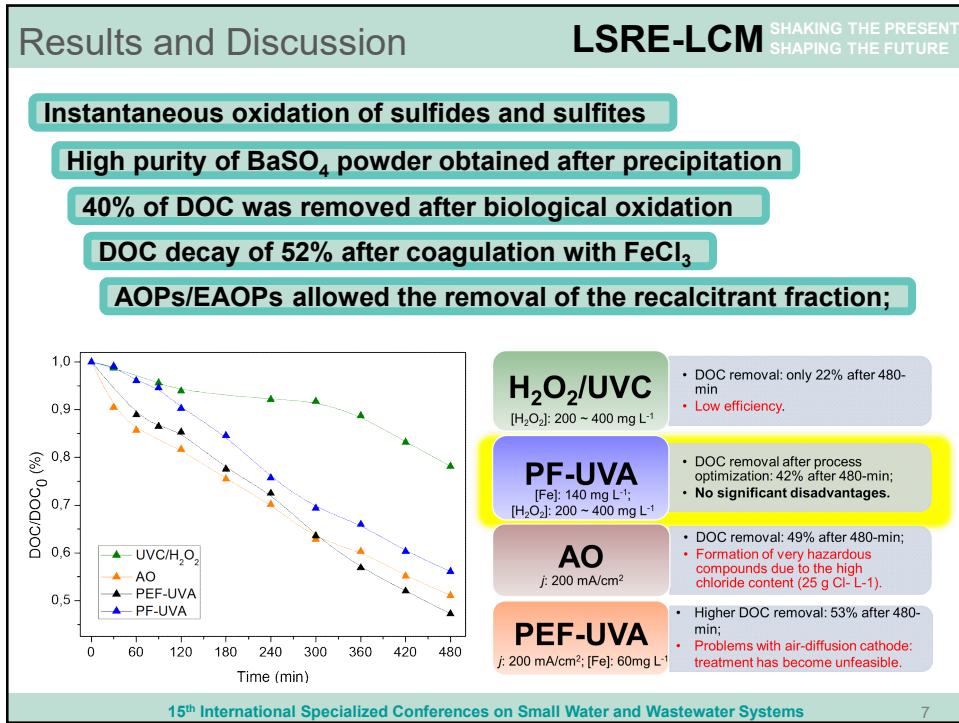 Results and Discussion
LSRE-LCM
SHAKING THE PRESENT
SHAPING THE FUTURE
Instantaneous oxidation of sulfides and sulfites
High purity of BaSO₄ powder obtained after precipitation
40% of DOC was removed after biological oxidation
DOC decay of 52% after coagulation with FeCl₃
AOPs/EAOPs allowed the removal of the recalcitrant fraction;
DOC/DOC₀ (%)
1,0
0,9
0,8
0,7
0,6
0,5
UVC/H₂O₂
AO
PEF-UVA
PF-UVA
0 60 120 180 240 300 360 420 480
Time (min)
H₂O₂/UVC
[H₂O₂]: 200 ~ 400 mg L⁻¹
• DOC removal: only 22% after 480-
min
• Low efficiency.
PF-UVA
[Fe]: 140 mg L⁻¹;
[H₂O₂]: 200 ~ 400 mg L⁻¹
• DOC removal after process
optimization: 42% after 480-min;
• No significant disadvantages.
AO
j: 200 mA/cm²
• DOC removal: 49% after 480-min;
• Formation of very hazardous
compounds due to the high
chloride content (25 g Cl- L-1).
PEF-UVA
j: 200 mA/cm²; [Fe]: 60mg L⁻¹
• Higher DOC removal: 53% after 480-
min;
• Problems with air-diffusion cathode:
treatment has become unfeasible.
15th International Specialized Conferences on Small Water and Wastewater Systems
7